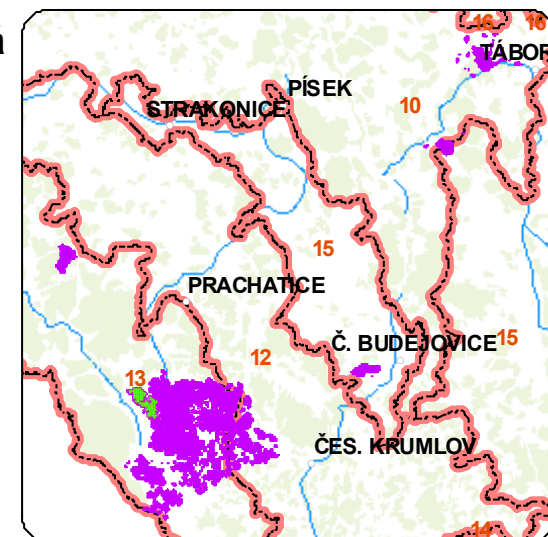 á
16 16
TÁBOR
PÍSEK
STRAKONICE 10
15
PRACHATICE
Č. BUDĚJOVICE 15
12
13
ČES. KRUMLOV
14